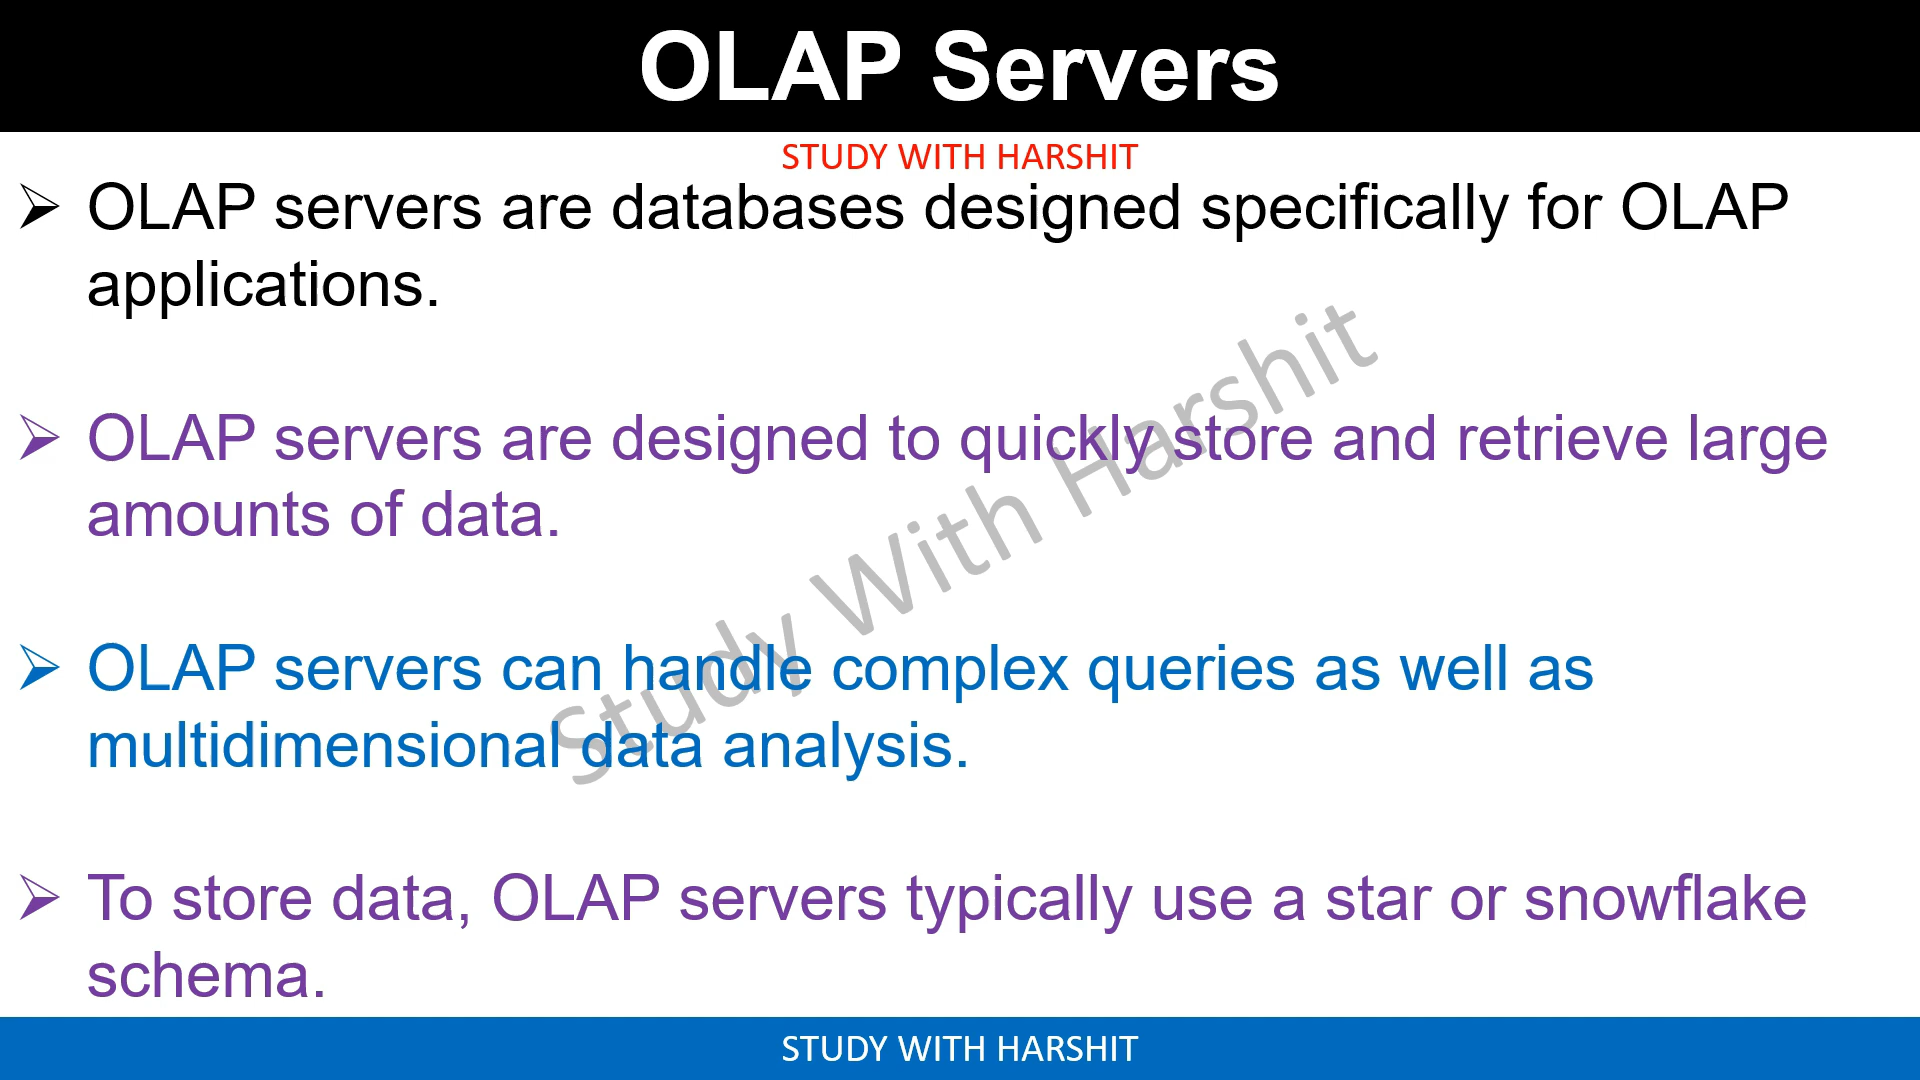 OLAP Servers
STUDY WITH HARSHIT
➢ OLAP servers are databases designed specifically for OLAP
applications.
➢ OLAP servers are designed to quickly store and retrieve large
amounts of data.
➢ OLAP servers can handle complex queries as well as
multidimensional data analysis.
➢ To store data, OLAP servers typically use a star or snowflake
schema.
Study With Harshit
STUDY WITH HARSHIT